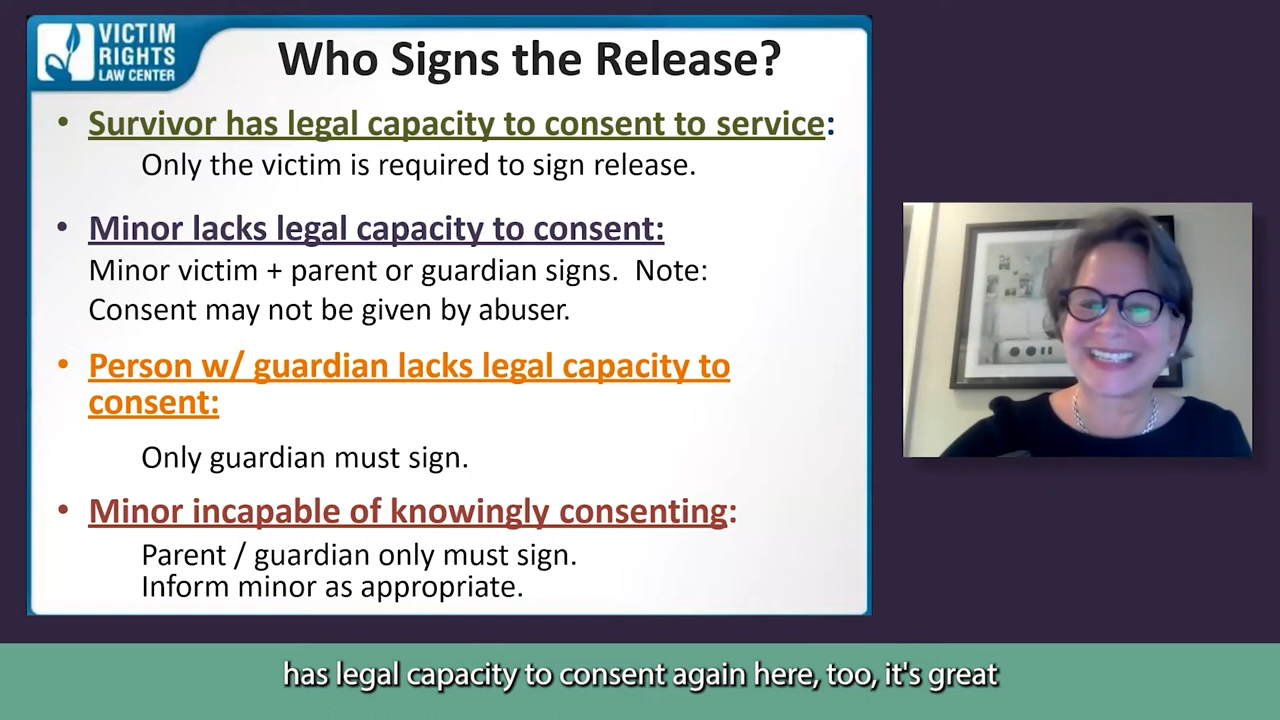 VICTIM
RIGHTS
LAW CENTER
Who Signs the Release?
• Survivor has legal capacity to consent to service:
Only the victim is required to sign release.
• Minor lacks legal capacity to consent:
Minor victim + parent or guardian signs. Note:
Consent may not be given by abuser.
• Person w/ guardian lacks legal capacity to
consent:
Only guardian must sign.
• Minor incapable of knowingly consenting:
Parent / guardian only must sign.
Inform minor as appropriate.
has legal capacity to consent again here, too, it's great